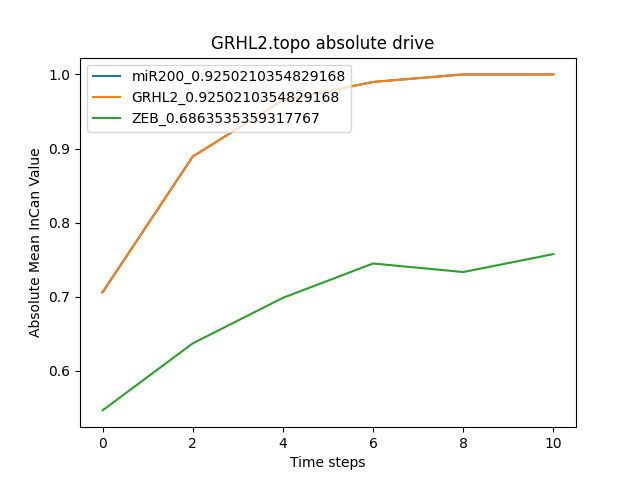 GRHL2.topo absolute drive
miR200_0.9250210354829168
GRHL2_0.9250210354829168
ZEB_0.6863535359317767
1.0
0.9
0.8
0.7
0.6
Absolute Mean InCan Value
0
2
4
6
8
10
Time steps